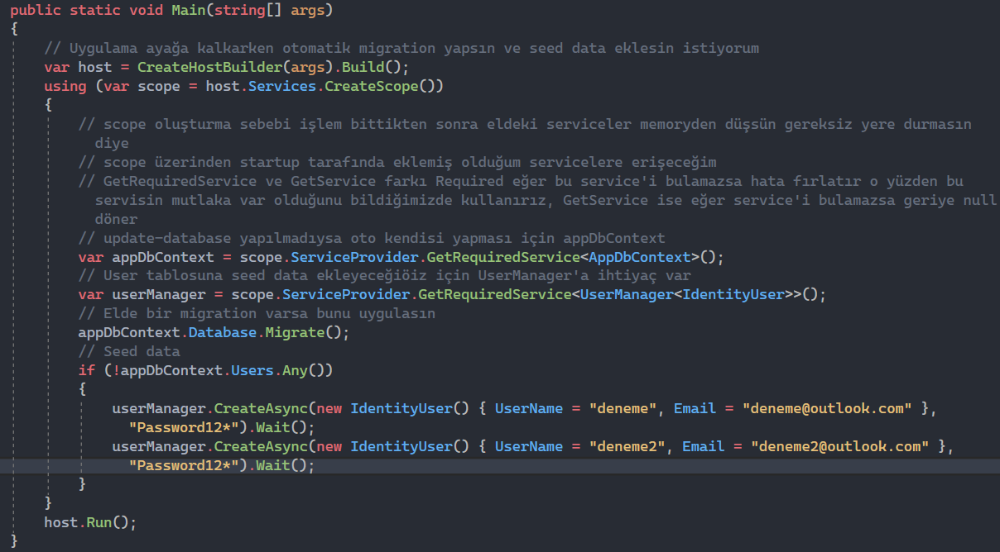 public static void Main(string[] args)
{
    // Uygulama ayağa kalkarken otomatik migration yapsın ve seed data eklesin istiyorum
    var host = CreateHostBuilder(args).Build();
    using (var scope = host.Services.CreateScope())
    {
        // scope oluşturma sebebi işlem bittikten sonra eldeki serviceler memoryden düşsün gereksiz yere durmasın
          diye
        // scope üzerinden startup tarafında eklemiş olduğum servicelere erişeceğim
        // GetRequiredService ve GetService farkı Required eğer bu service'i bulamazsa hata fırlatır o yüzden bu
          servisin mutlaka var olduğunu bildiğimizde kullanırız, GetService ise eğer service'i bulamazsa geriye null
          döner
        // update-database yapılmadıysa oto kendisi yapması için appDbContext
        var appDbContext = scope.ServiceProvider.GetRequiredService<AppDbContext>();
        // User tablosuna seed data ekleyeceğiöiz için UserManager'a ihtiyaç var
        var userManager = scope.ServiceProvider.GetRequiredService<UserManager<IdentityUser>>();
        // Elde bir migration varsa bunu uygulasın
        appDbContext.Database.Migrate();
        // Seed data
        if (!appDbContext.Users.Any())
        {
            userManager.CreateAsync(new IdentityUser() { UserName = "deneme", Email = "deneme@outlook.com" },
              "Password12*").Wait();
            userManager.CreateAsync(new IdentityUser() { UserName = "deneme2", Email = "deneme2@outlook.com" },
              "Password12*").Wait();
        }
    }
    host.Run();
}